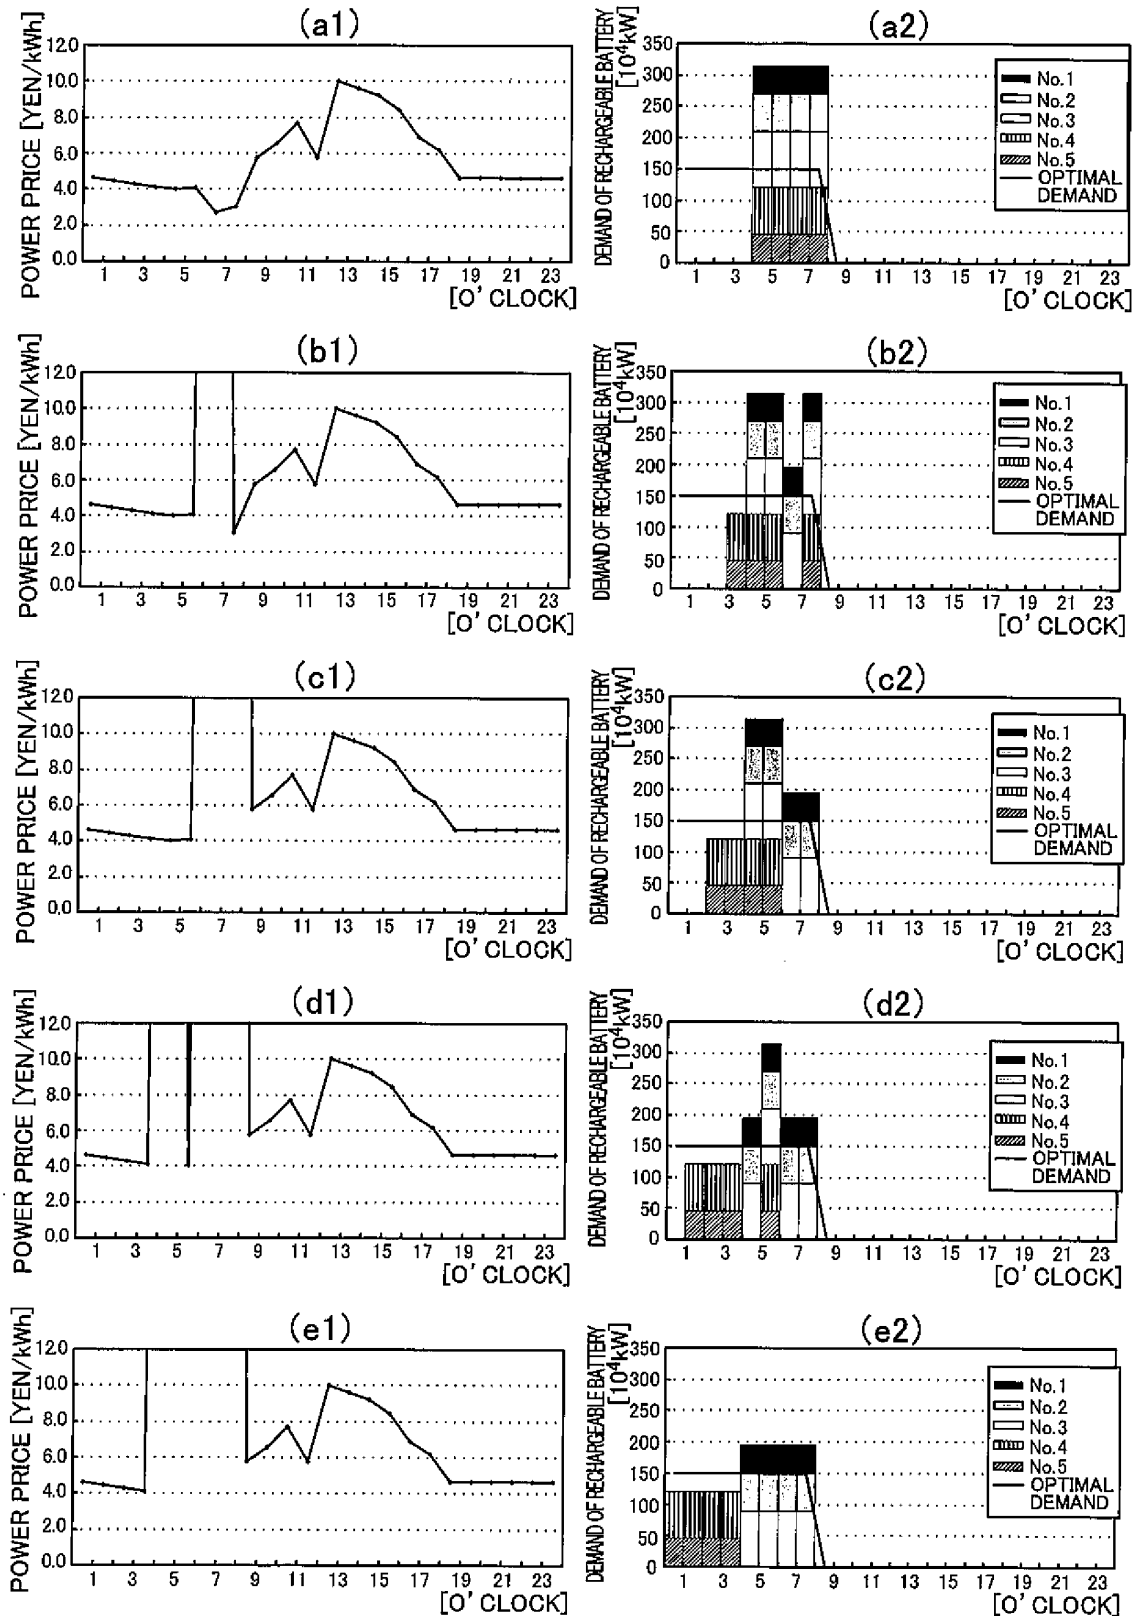 (a1)
POWER PRICE [YEN/kWh]
12.0
10.0
8.0
6.0
4.0
2.0
0.0
1 3 5 7 9 11 13 15 17 19 21 23
[O' CLOCK]
(a2)
DEMAND OF RECHARGEABLE BATTERY
[10⁴kW]
350
300
250
200
150
100
50
0
1 3 5 7 9 11 13 15 17 19 21 23
[O' CLOCK]
No.1
No.2
No.3
No.4
No.5
OPTIMAL
DEMAND
(b1)
POWER PRICE [YEN/kWh]
12.0
10.0
8.0
6.0
4.0
2.0
0.0
1 3 5 7 9 11 13 15 17 19 21 23
[O' CLOCK]
(b2)
DEMAND OF RECHARGEABLE BATTERY
[10⁴kW]
350
300
250
200
150
100
50
0
1 3 5 7 9 11 13 15 17 19 21 23
[O' CLOCK]
No.1
No.2
No.3
No.4
No.5
OPTIMAL
DEMAND
(c1)
POWER PRICE [YEN/kWh]
12.0
10.0
8.0
6.0
4.0
2.0
0.0
1 3 5 7 9 11 13 15 17 19 21 23
[O' CLOCK]
(c2)
DEMAND OF RECHARGEABLE BATTERY
[10⁴kW]
350
300
250
200
150
100
50
0
1 3 5 7 9 11 13 15 17 19 21 23
[O' CLOCK]
No.1
No.2
No.3
No.4
No.5
OPTIMAL
DEMAND
(d1)
POWER PRICE [YEN/kWh]
12.0
10.0
8.0
6.0
4.0
2.0
0.0
1 3 5 7 9 11 13 15 17 19 21 23
[O' CLOCK]
(d2)
DEMAND OF RECHARGEABLE BATTERY
[10⁴kW]
350
300
250
200
150
100
50
0
1 3 5 7 9 11 13 15 17 19 21 23
[O' CLOCK]
No.1
No.2
No.3
No.4
No.5
OPTIMAL
DEMAND
(e1)
POWER PRICE [YEN/kWh]
12.0
10.0
8.0
6.0
4.0
2.0
0.0
1 3 5 7 9 11 13 15 17 19 21 23
[O' CLOCK]
(e2)
DEMAND OF RECHARGEABLE BATTERY
[10⁴kW]
350
300
250
200
150
100
50
0
1 3 5 7 9 11 13 15 17 19 21 23
[O' CLOCK]
No.1
No.2
No.3
No.4
No.5
OPTIMAL
DEMAND